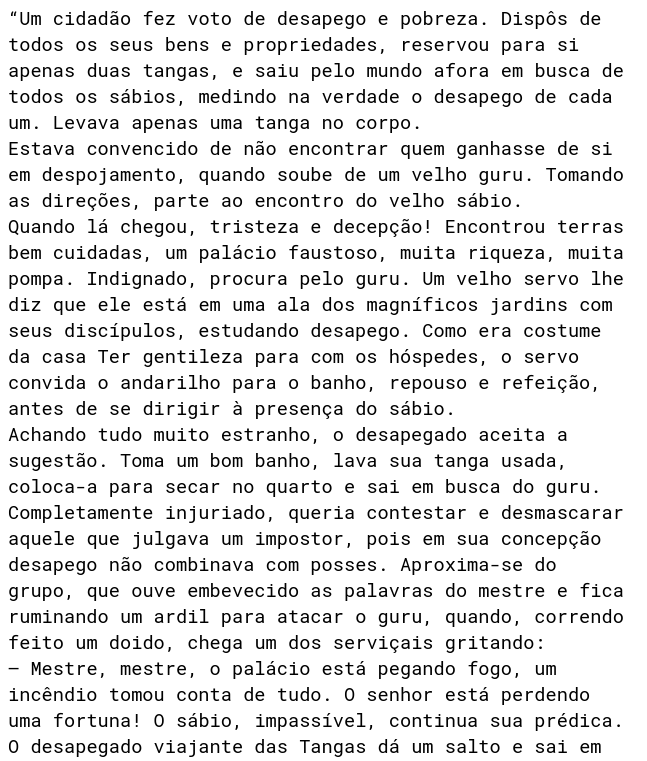 “Um cidadão fez voto de desapego e pobreza. Dispôs de
todos os seus bens e propriedades, reservou para si
apenas duas tangas, e saiu pelo mundo afora em busca de
todos os sábios, medindo na verdade o desapego de cada
um. Levava apenas uma tanga no corpo.
Estava convencido de não encontrar quem ganhasse de si
em despojamento, quando soube de um velho guru. Tomando
as direções, parte ao encontro do velho sábio.
Quando lá chegou, tristeza e decepção! Encontrou terras
bem cuidadas, um palácio faustoso, muita riqueza, muita
pompa. Indignado, procura pelo guru. Um velho servo lhe
diz que ele está em uma ala dos magníficos jardins com
seus discípulos, estudando desapego. Como era costume
da casa Ter gentileza para com os hóspedes, o servo
convida o andarilho para o banho, repouso e refeição,
antes de se dirigir à presença do sábio.
Achando tudo muito estranho, o desapegado aceita a
sugestão. Toma um bom banho, lava sua tanga usada,
coloca-a para secar no quarto e sai em busca do guru.
Completamente injuriado, queria contestar e desmascarar
aquele que julgava um impostor, pois em sua concepção
desapego não combinava com posses. Aproxima-se do
grupo, que ouve embevecido as palavras do mestre e fica
ruminando um ardil para atacar o guru, quando, correndo
feito um doido, chega um dos serviçais gritando:
– Mestre, mestre, o palácio está pegando fogo, um
incêndio tomou conta de tudo. O senhor está perdendo
uma fortuna! O sábio, impassível, continua sua prédica.
O desapegado viajante das Tangas dá um salto e sai em